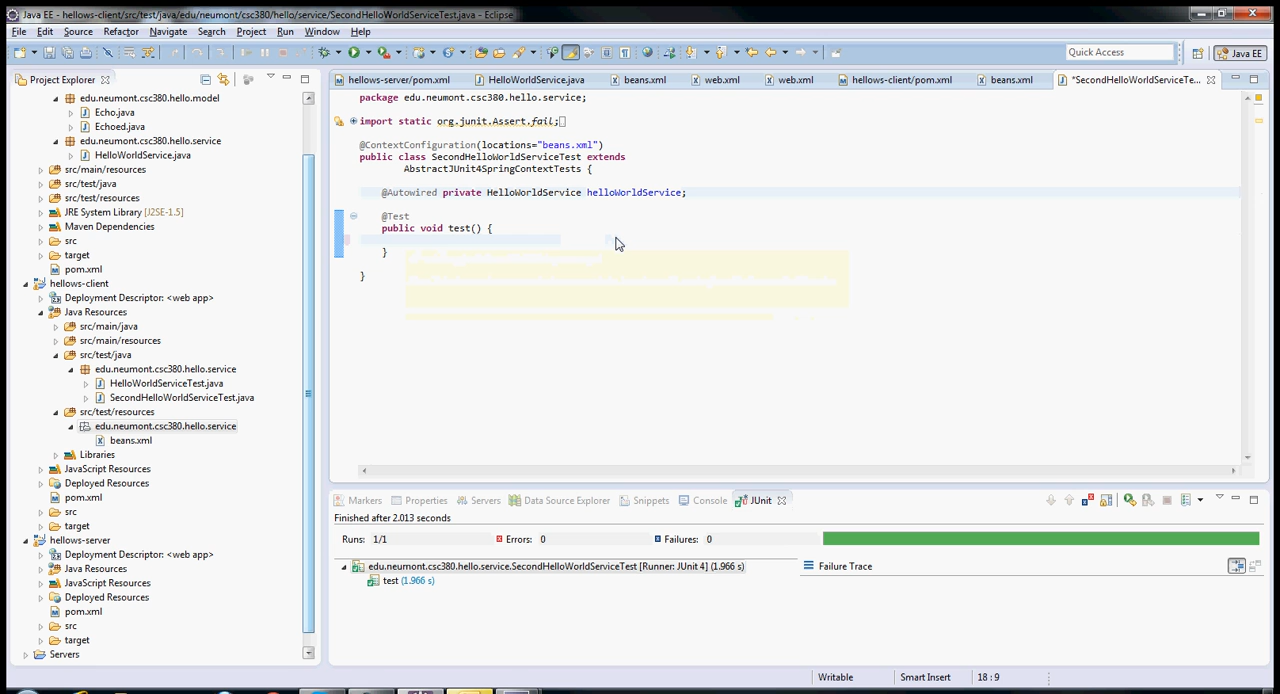 Java EE - hellows-client/src/test/java/edu/neumont/csc380/hello/service/SecondHelloWorldServiceTest.java - Eclipse
File Edit Source Refactor Navigate Search Project Run Window Help
Quick Access
Java EE
Project Explorer
edu.neumont.csc380.hello.model
Echo.java
Echoed.java
edu.neumont.csc380.hello.service
HelloWorldService.java
src/main/resources
src/test/java
src/test/resources
JRE System Library [J2SE-1.5]
Maven Dependencies
src
target
pom.xml
hellows-client
Deployment Descriptor: <web app>
Java Resources
src/main/java
src/main/resources
src/test/java
edu.neumont.csc380.hello.service
HelloWorldServiceTest.java
SecondHelloWorldServiceTest.java
src/test/resources
edu.neumont.csc380.hello.service
beans.xml
Libraries
JavaScript Resources
Deployed Resources
pom.xml
src
target
hellows-server
Deployment Descriptor: <web app>
Java Resources
JavaScript Resources
Deployed Resources
pom.xml
src
target
Servers
hellows-server/pom.xml HelloWorldService.java beans.xml web.xml web.xml hellows-client/pom.xml beans.xml *SecondHelloWorldServiceTe...
package edu.neumont.csc380.hello.service;
import static org.junit.Assert.fail;
@ContextConfiguration(locations="beans.xml")
public class SecondHelloWorldServiceTest extends
AbstractJUnit4SpringContextTests {
@Autowired private HelloWorldService helloWorldService;
@Test
public void test() {
}
}
Markers Properties Servers Data Source Explorer Snippets Console JUnit
Finished after 2.013 seconds
Runs: 1/1 Errors: 0 Failures: 0
edu.neumont.csc380.hello.service.SecondHelloWorldServiceTest [Runner: JUnit 4] (1.966 s)
test (1.966 s)
Failure Trace
Writable Smart Insert 18 : 9